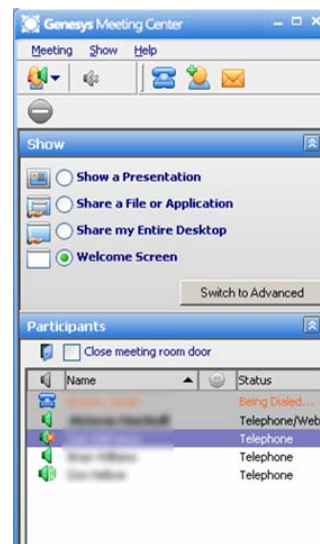 Genesys Meeting Center
Meeting Show Help
Show
Show a Presentation
Share a File or Application
Share my Entire Desktop
Welcome Screen
Switch to Advanced
Participants
Close meeting room door
Name Status
Being Dialed...
Telephone/Web
Telephone
Telephone
Telephone